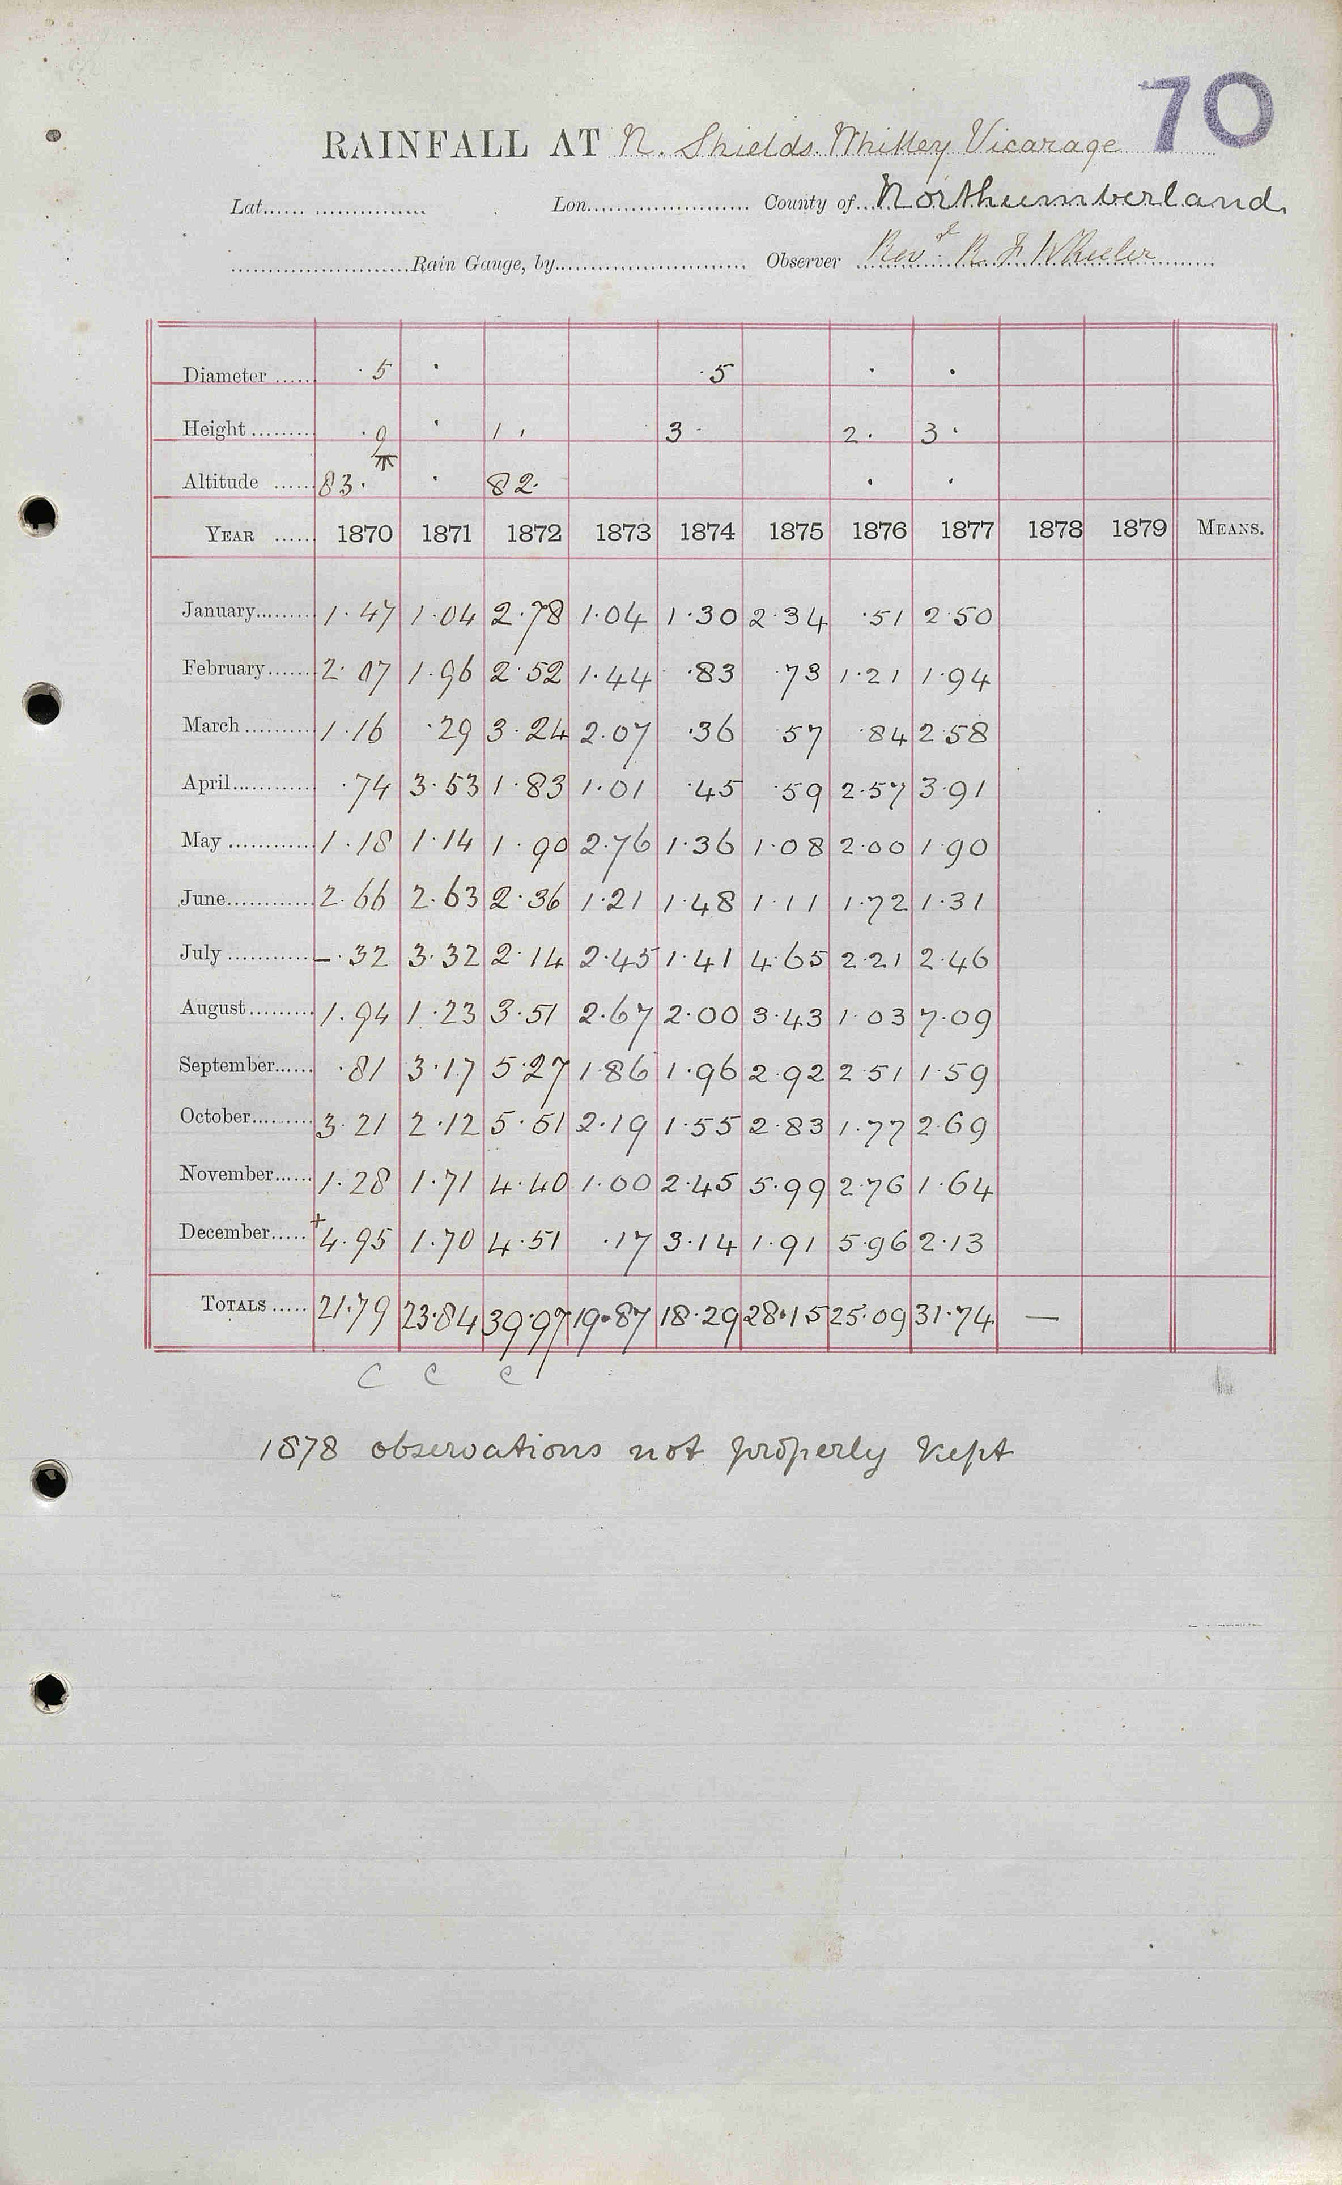 70
RAINFALL AT N. Shields. Whitley Vicarage
Lat. Lon. County of Northumberland.
Rain Gauge, by Observer Revd. R F Wheeler
Diameter ·5 · ·5 · ·
Height ·9 · 1 · 3 · 2· 3·
Altitude 83· · 82· · ·
YEAR 1870 1871 1872 1873 1874 1875 1876 1877 1878 1879 MEANS.
January 1·47 1·04 2·78 1·04 1·30 2·34 ·51 2·50
February 2·07 1·96 2·52 1·44 ·83 ·73 1·21 1·94
March 1·16 ·29 3·24 2·07 ·36 ·57 ·84 2·58
April ·74 3·53 1·83 1·01 ·45 ·59 2·57 3·91
May 1·18 1·14 1·90 2·76 1·36 1·08 2·00 1·90
June 2·66 2·63 2·36 1·21 1·48 1·11 1·72 1·31
July –·32 3·32 2·14 2·45 1·41 4·65 2·21 2·46
August 1·94 1·23 3·51 2·67 2·00 3·43 1·03 7·09
September ·81 3·17 5·27 1·86 1·96 2·92 2·51 1·59
October 3·21 2·12 5·51 2·19 1·55 2·83 1·77 2·69
November 1·28 1·71 4·40 1·00 2·45 5·99 2·76 1·64
December +4·95 1·70 4·51 ·17 3·14 1·91 5·96 2·13
TOTALS 21·79 23·84 39·97 19·87 18·29 28·15 25·09 31·74 —
C C C
1878 observations not properly kept